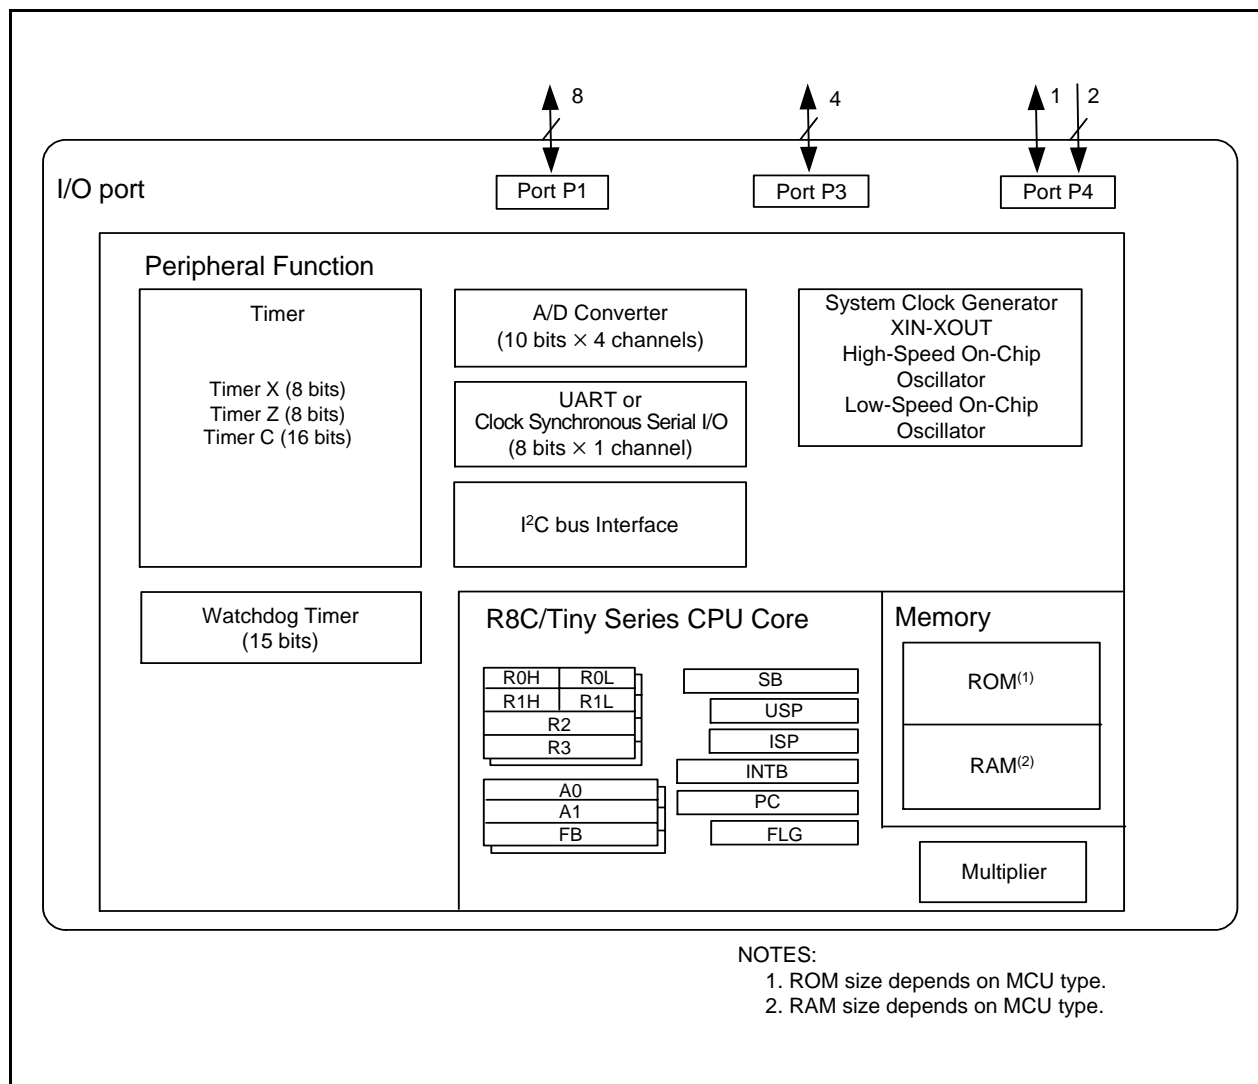 8
4
1
2
I/O port
Port P1
Port P3
Port P4
Peripheral Function
Timer
Timer X (8 bits)
Timer Z (8 bits)
Timer C (16 bits)
A/D Converter
(10 bits × 4 channels)
UART or
Clock Synchronous Serial I/O
(8 bits × 1 channel)
I²C bus Interface
System Clock Generator
XIN-XOUT
High-Speed On-Chip
Oscillator
Low-Speed On-Chip
Oscillator
Watchdog Timer
(15 bits)
R8C/Tiny Series CPU Core
R0H
R0L
R1H
R1L
R2
R3
A0
A1
FB
SB
USP
ISP
INTB
PC
FLG
Memory
ROM(1)
RAM(2)
Multiplier
NOTES:
1. ROM size depends on MCU type.
2. RAM size depends on MCU type.